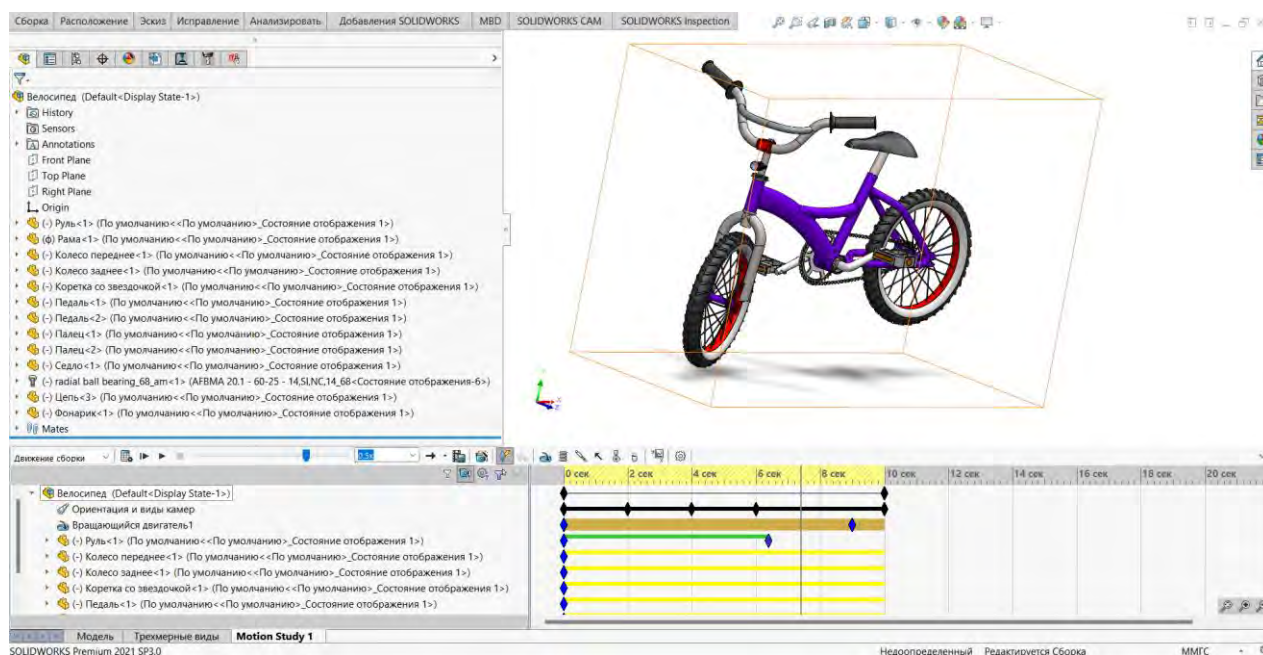 Сборка Расположение Эскиз Исправление Анализировать Добавления SOLIDWORKS MBD SOLIDWORKS CAM SOLIDWORKS Inspection
Велосипед (Default<Display State-1>)
History
Sensors
Annotations
Front Plane
Top Plane
Right Plane
Origin
(-) Руль<1> (По умолчанию<<По умолчанию>_Состояние отображения 1>)
(ф) Рама<1> (По умолчанию<<По умолчанию>_Состояние отображения 1>)
(-) Колесо переднее<1> (По умолчанию<<По умолчанию>_Состояние отображения 1>)
(-) Колесо заднее<1> (По умолчанию<<По умолчанию>_Состояние отображения 1>)
(-) Коретка со звездочкой<1> (По умолчанию<<По умолчанию>_Состояние отображения 1>)
(-) Педаль<1> (По умолчанию<<По умолчанию>_Состояние отображения 1>)
(-) Педаль<2> (По умолчанию<<По умолчанию>_Состояние отображения 1>)
(-) Палец<1> (По умолчанию<<По умолчанию>_Состояние отображения 1>)
(-) Палец<2> (По умолчанию<<По умолчанию>_Состояние отображения 1>)
(-) Седло<1> (По умолчанию<<По умолчанию>_Состояние отображения 1>)
(-) radial ball bearing_68_am<1> (AFBMA 20.1 - 60-25 - 14,SI,NC,14_68<Состояние отображения-6>)
(-) Цепь<3> (По умолчанию<<По умолчанию>_Состояние отображения 1>)
(-) Фонарик<1> (По умолчанию<<По умолчанию>_Состояние отображения 1>)
Mates
Движение сборки 0.5x
0 сек 2 сек 4 сек 6 сек 8 сек 10 сек 12 сек 14 сек 16 сек 18 сек 20 сек
Велосипед (Default<Display State-1>)
Ориентация и виды камер
Вращающийся двигатель1
(-) Руль<1> (По умолчанию<<По умолчанию>_Состояние отображения 1>)
(-) Колесо переднее<1> (По умолчанию<<По умолчанию>_Состояние отображения 1>)
(-) Колесо заднее<1> (По умолчанию<<По умолчанию>_Состояние отображения 1>)
(-) Коретка со звездочкой<1> (По умолчанию<<По умолчанию>_Состояние отображения 1>)
(-) Педаль<1> (По умолчанию<<По умолчанию>_Состояние отображения 1>)
Модель Трехмерные виды Motion Study 1
SOLIDWORKS Premium 2021 SP3.0 Недоопределенный Редактируется Сборка ММГС